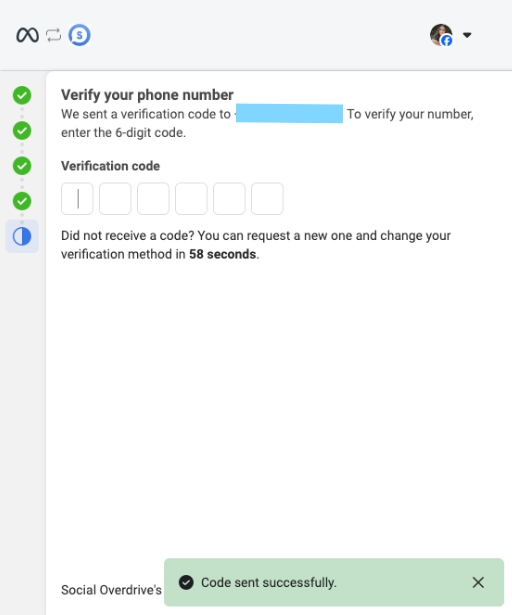 S
Verify your phone number
We sent a verification code to To verify your number,
enter the 6-digit code.
Verification code
Did not receive a code? You can request a new one and change your
verification method in 58 seconds.
Social Overdrive's
Code sent successfully.